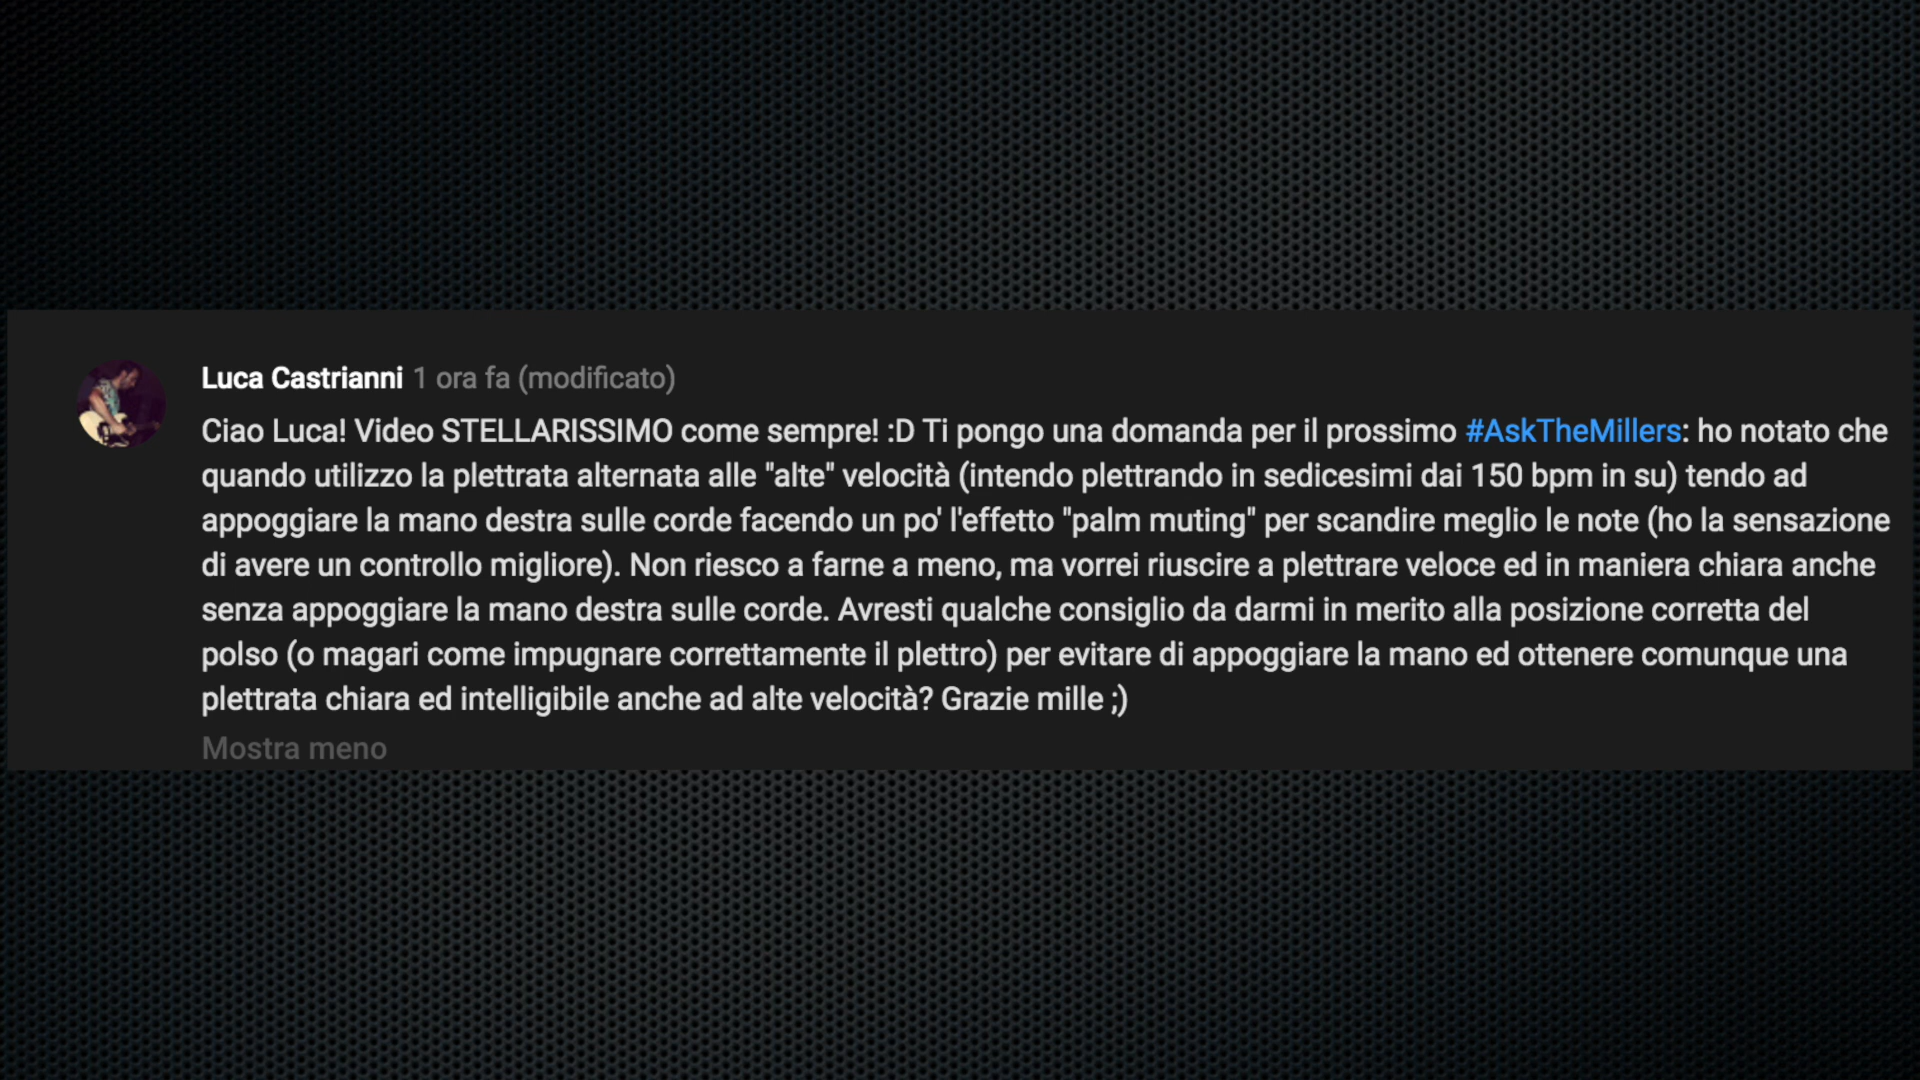 Luca Castrianni 1 ora fa (modificato)
Ciao Luca! Video STELLARISSIMO come sempre! :D Ti pongo una domanda per il prossimo #AskTheMillers: ho notato che
quando utilizzo la plettrata alternata alle "alte" velocità (intendo plettrando in sedicesimi dai 150 bpm in su) tendo ad
appoggiare la mano destra sulle corde facendo un po' l'effetto "palm muting" per scandire meglio le note (ho la sensazione
di avere un controllo migliore). Non riesco a farne a meno, ma vorrei riuscire a plettrare veloce ed in maniera chiara anche
senza appoggiare la mano destra sulle corde. Avresti qualche consiglio da darmi in merito alla posizione corretta del
polso (o magari come impugnare correttamente il plettro) per evitare di appoggiare la mano ed ottenere comunque una
plettrata chiara ed intelligibile anche ad alte velocità? Grazie mille ;)
Mostra meno